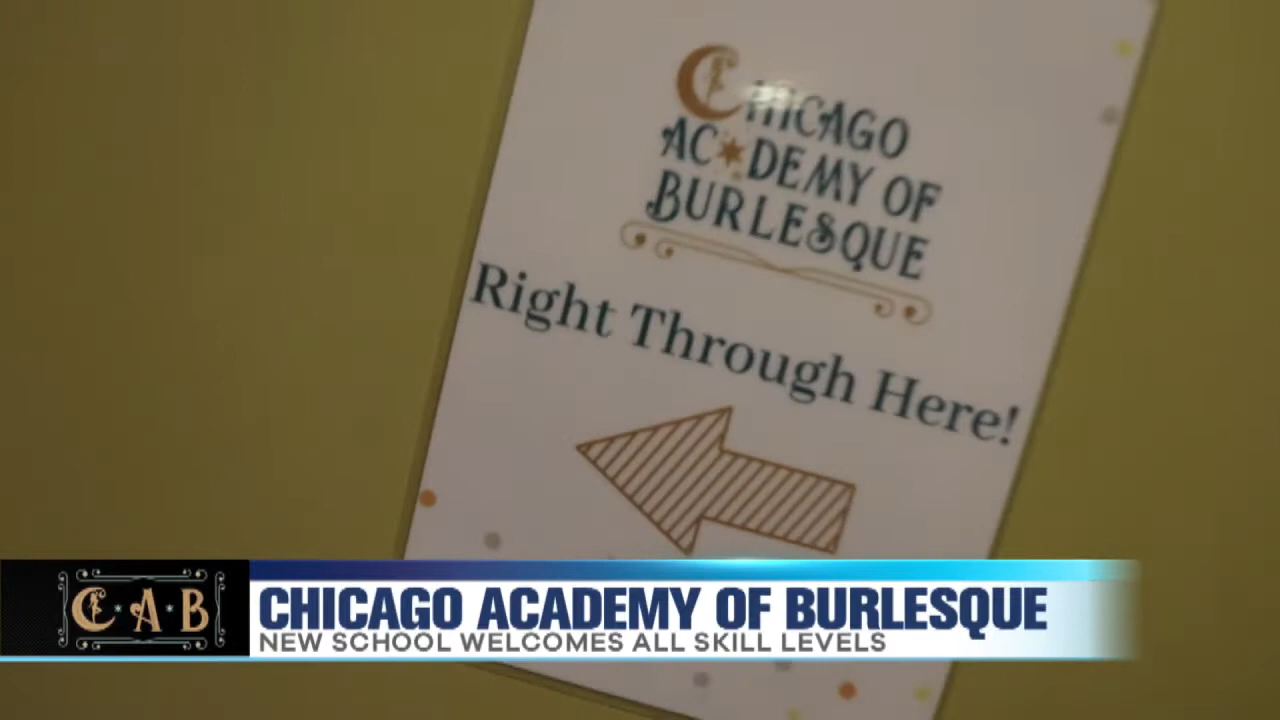 CHICAGO
ACADEMY OF
BURLESQUE
Right Through Here!
C * A * B
CHICAGO ACADEMY OF BURLESQUE
NEW SCHOOL WELCOMES ALL SKILL LEVELS